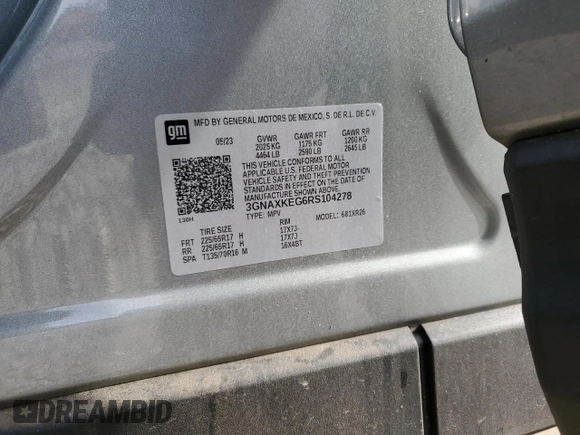 MFD BY GENERAL MOTORS DE MEXICO, S. DE R.L. DE C.V.
gm
05/23 GVWR GAWR FRT GAWR RR
2025 KG 1175 KG 1200 KG
4464 LB 2590 LB 2645 LB
THIS VEHICLE CONFORMS TO ALL
APPLICABLE U.S. FEDERAL MOTOR
VEHICLE SAFETY AND THEFT PREVENTION
STANDARDS IN EFFECT ON THE DATE OF
MANUFACTURE SHOWN ABOVE.
3GNAXKEG6RS104278
TYPE: MPV MODEL: 681XR26
130H
TIRE SIZE RIM
FRT 225/65R17 H 17X7J
RR 225/65R17 H 17X7J
SPA T135/70R16 M 16X4BT
DREAMBID